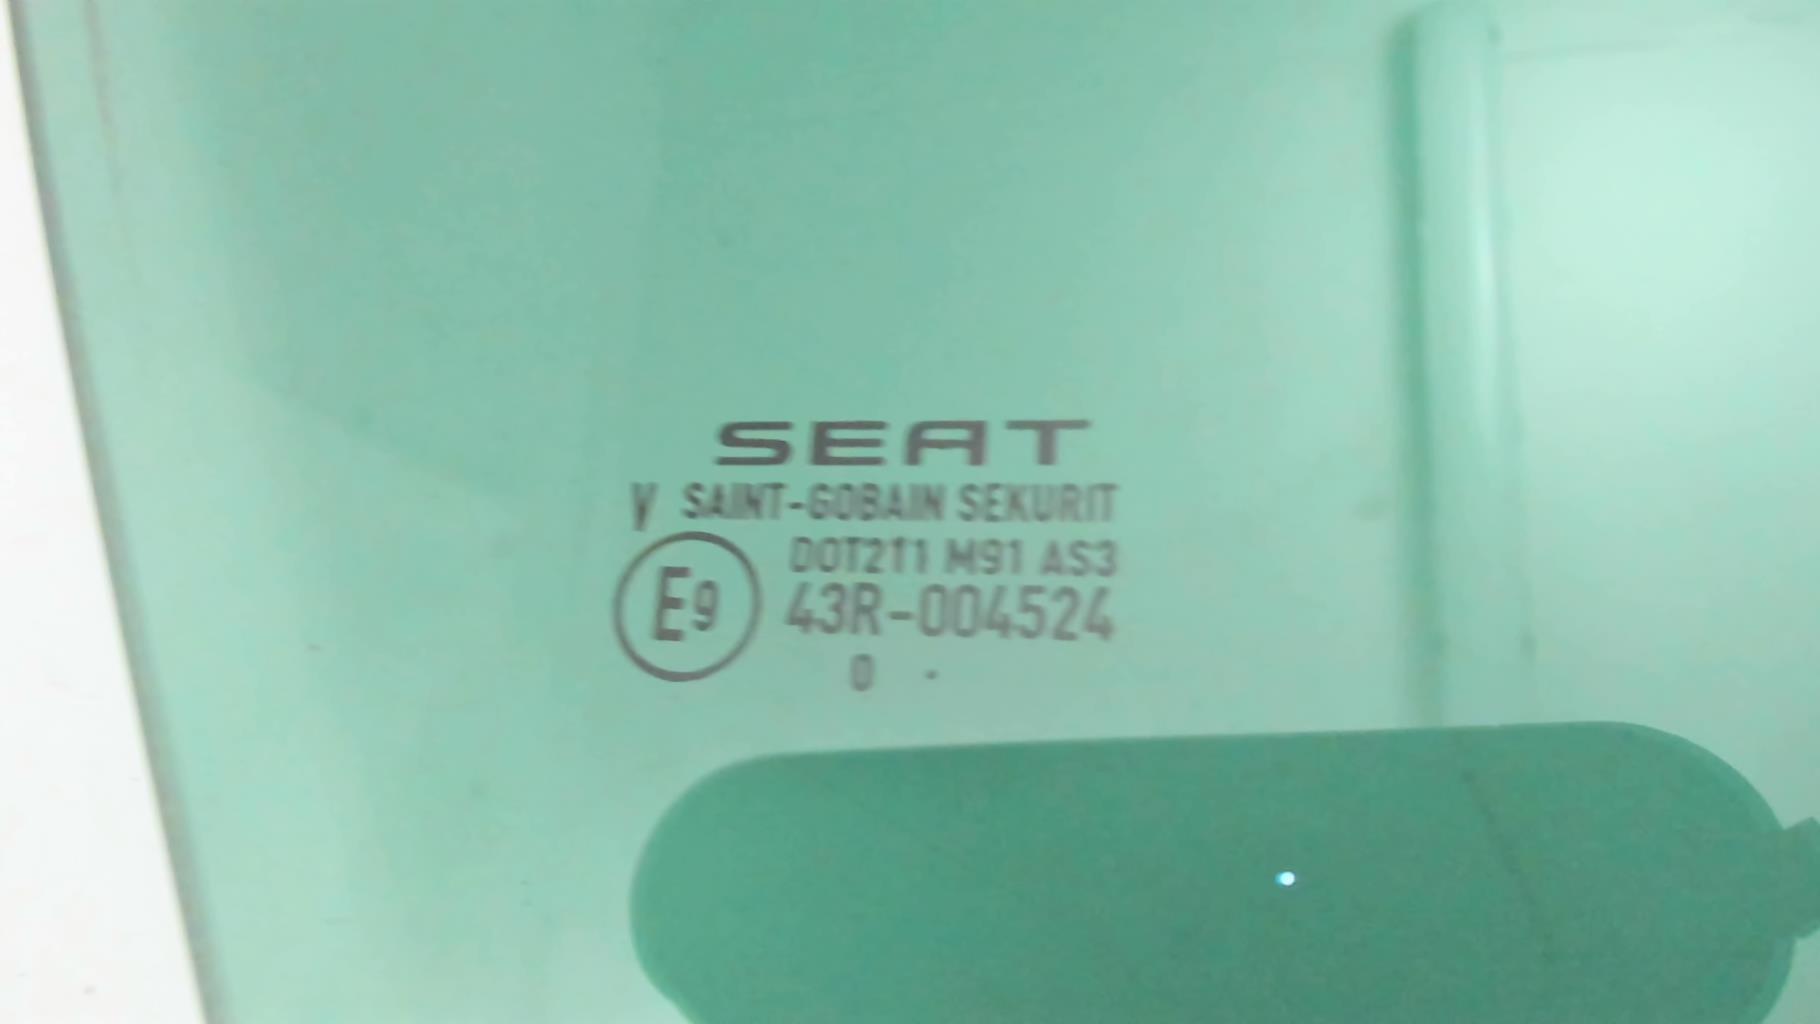 SEAT
V SAINT-GOBAIN SEKURIT
DOT211 M91 AS3
E9 43R-004524
0 .